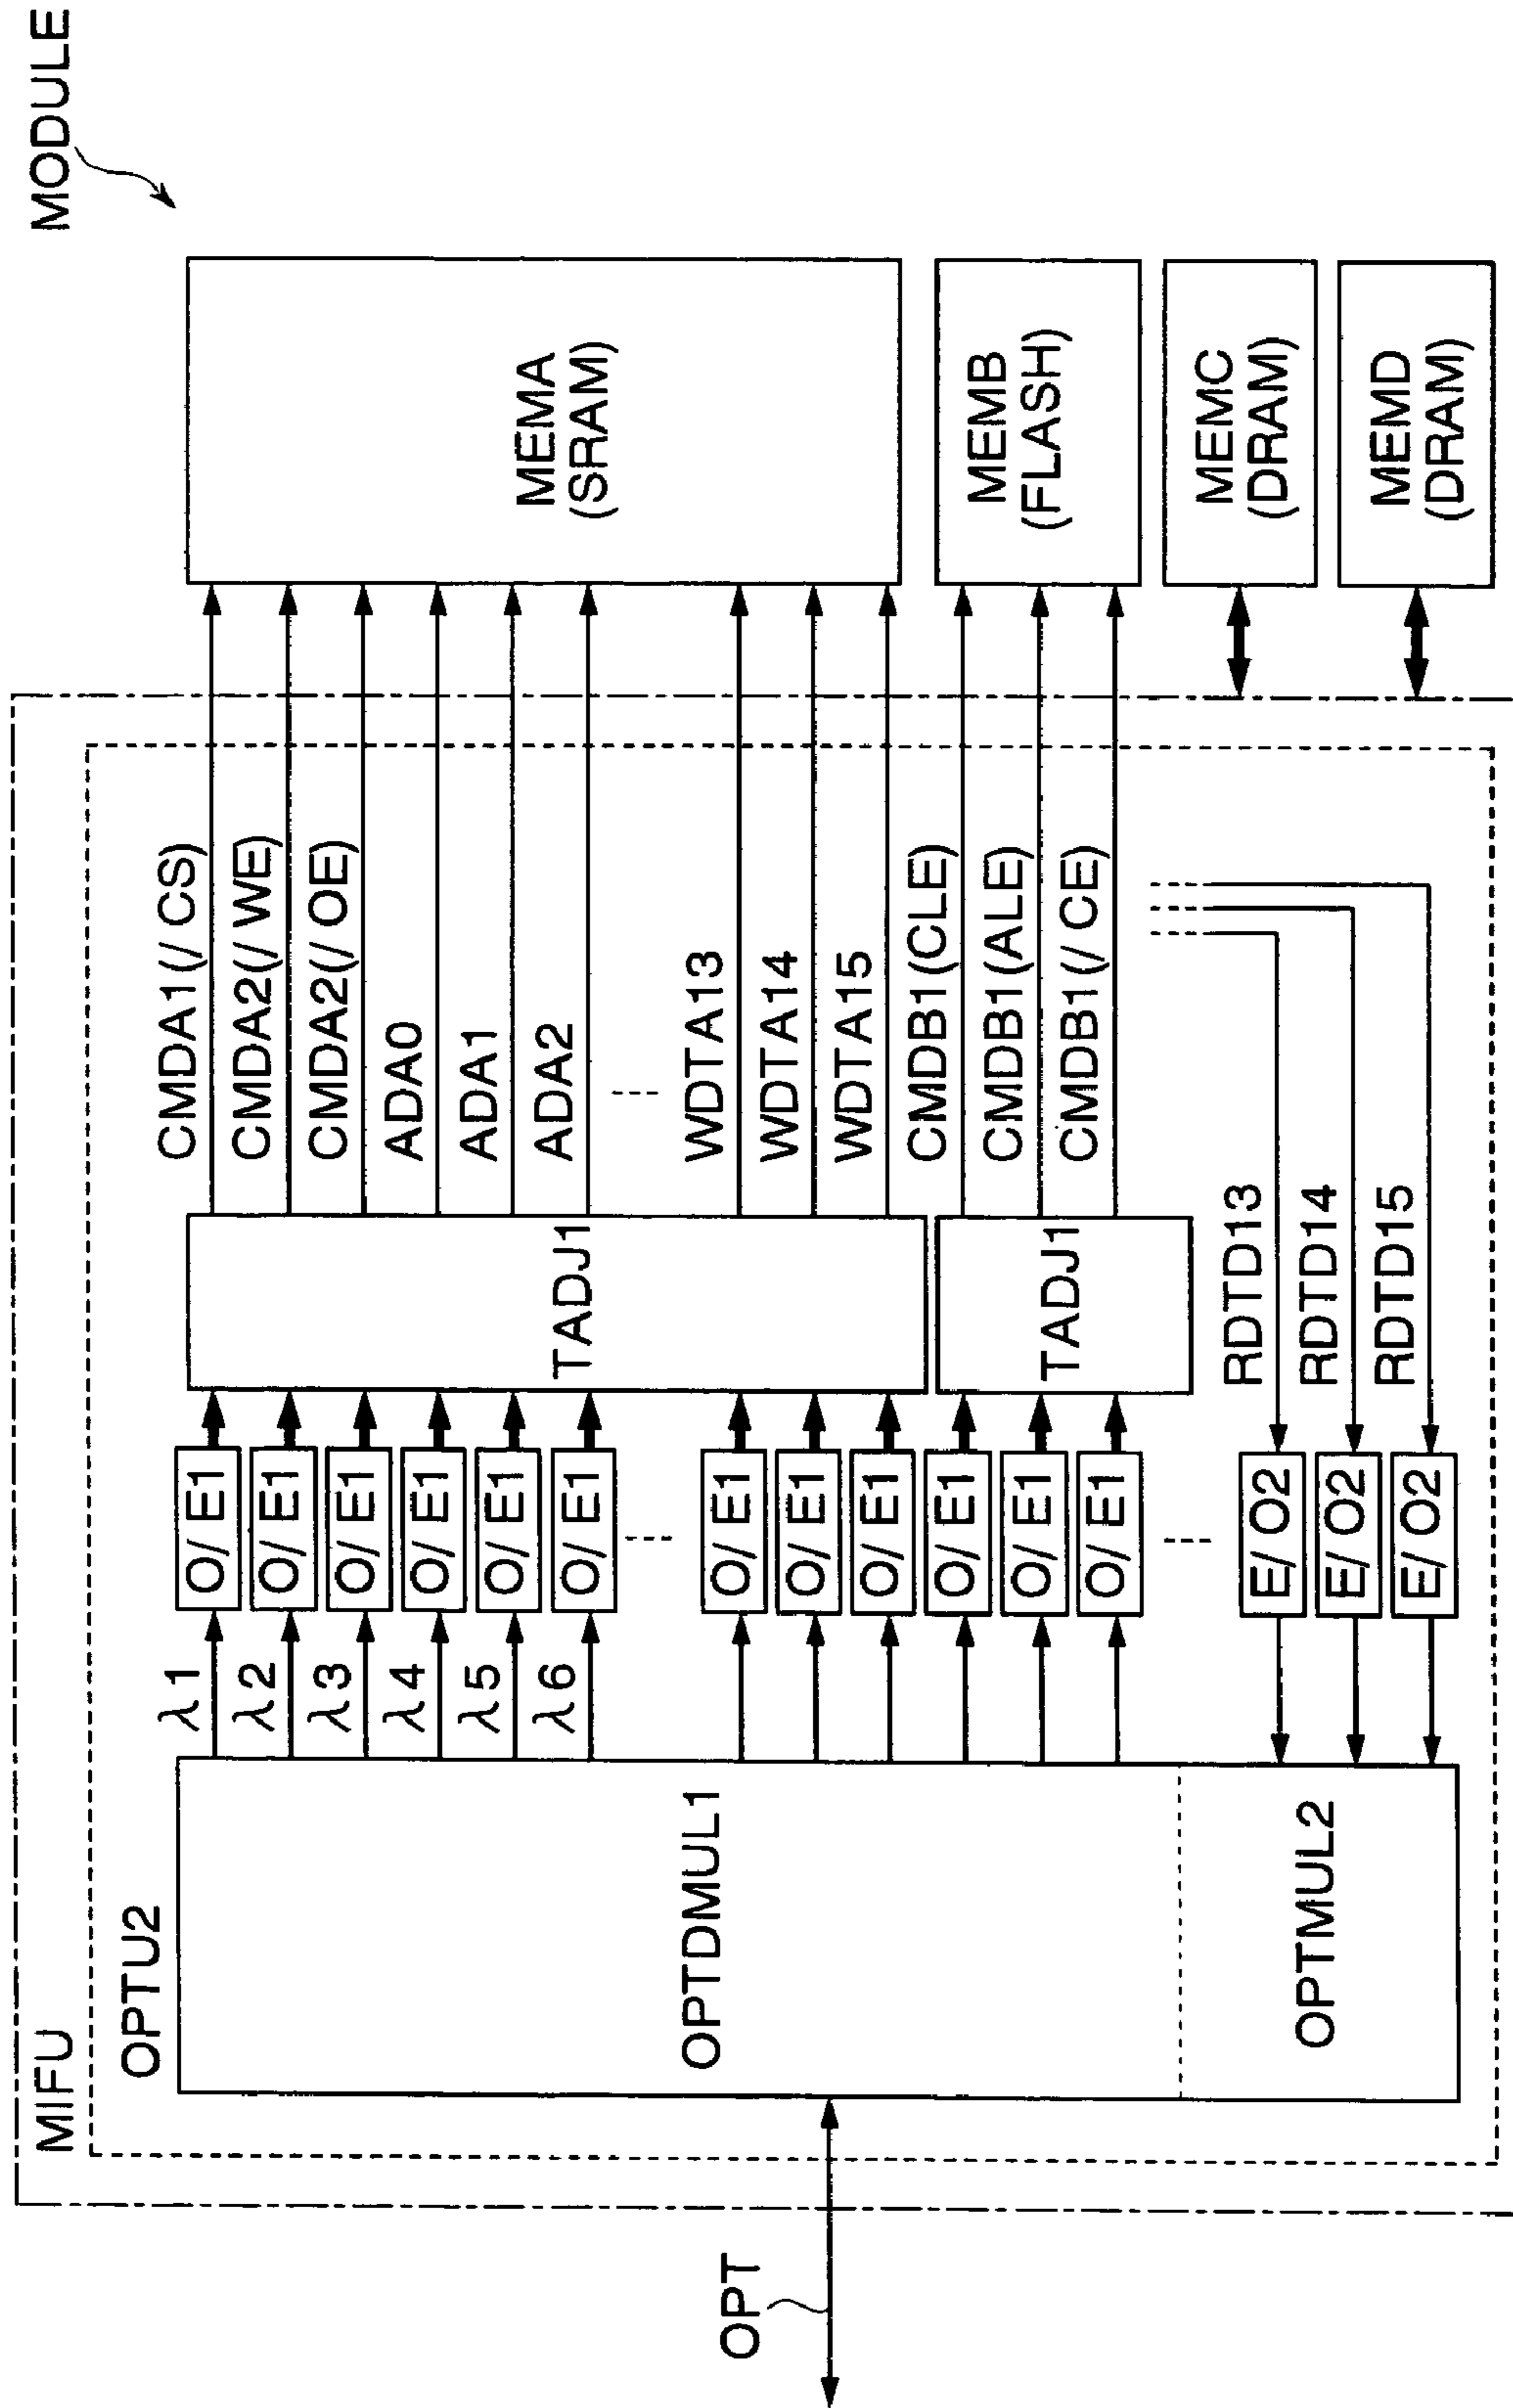 MODULE
MIFU
OPTU2
OPT
OPTDMUL1
OPTMUL2
λ1
λ2
λ3
λ4
λ5
λ6
O/E1
O/E1
O/E1
O/E1
O/E1
O/E1
O/E1
O/E1
O/E1
O/E1
O/E1
O/E1
E/O2
E/O2
E/O2
TADJ1
TADJ1
CMDA1(/CS)
CMDA2(/WE)
CMDA2(/OE)
ADA0
ADA1
ADA2
WDTA13
WDTA14
WDTA15
CMDB1(CLE)
CMDB1(ALE)
CMDB1(/CE)
RDTD13
RDTD14
RDTD15
MEMA
(SRAM)
MEMB
(FLASH)
MEMC
(DRAM)
MEMD
(DRAM)